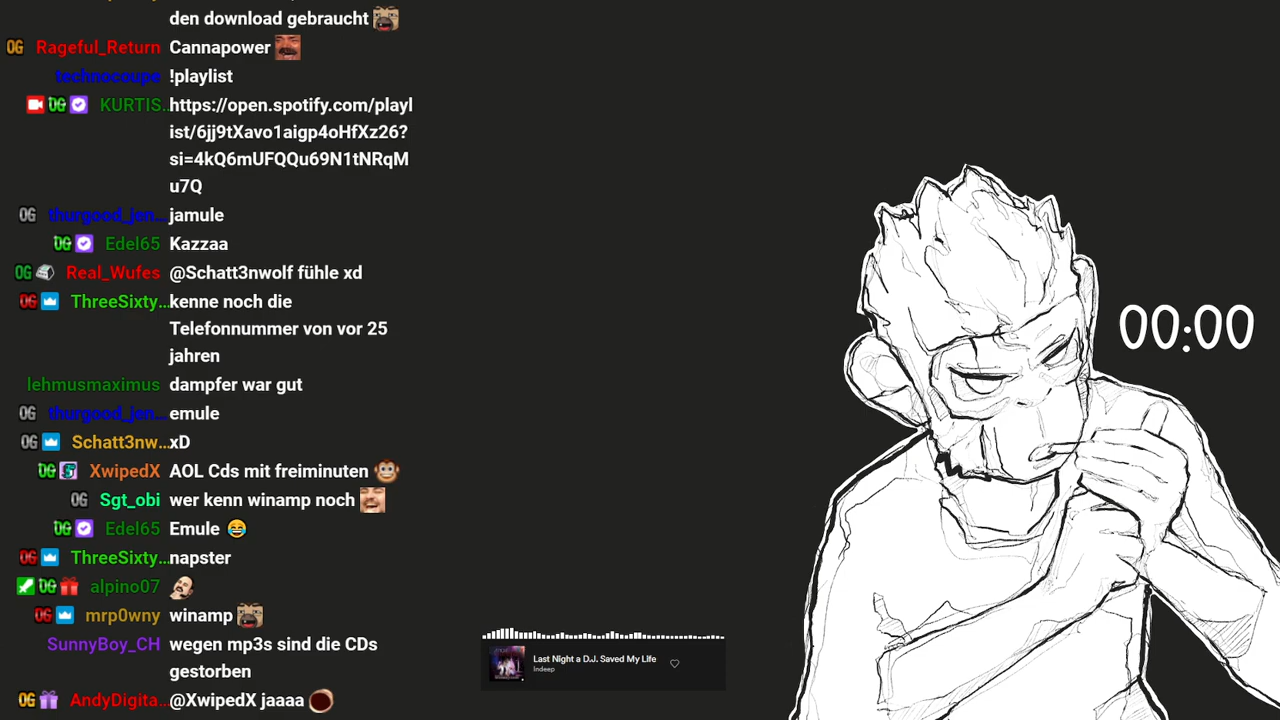 den download gebraucht
OG Rageful_Return Cannapower
technocoupe !playlist
OG KURTIS.. https://open.spotify.com/playl
ist/6jj9tXavo1aigp4oHfXz26?
si=4kQ6mUFQQu69N1tNRqM
u7Q
OG thurgood_jen... jamule
OG Edel65 Kazzaa
OG Real_Wufes @Schatt3nwolf fühle xd
OG ThreeSixty... kenne noch die
Telefonnummer von vor 25
jahren
lehmusmaximus dampfer war gut
OG thurgood_jen... emule
OG Schatt3nw... xD
OG XwipedX AOL Cds mit freiminuten
OG Sgt_obi wer kenn winamp noch
OG Edel65 Emule
OG ThreeSixty... napster
OG alpino07
OG mrp0wny winamp
SunnyBoy_CH wegen mp3s sind die CDs
gestorben
OG AndyDigita... @XwipedX jaaaa
00:00
Last Night a D.J. Saved My Life
Indeep